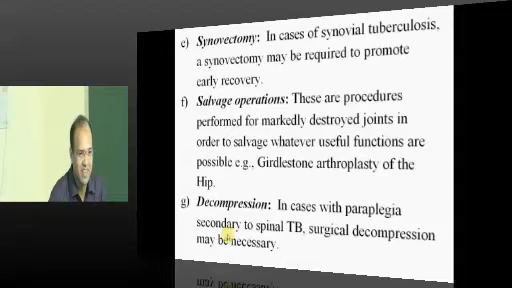 e) Synovectomy: In cases of synovial tuberculosis,
a synovectomy may be required to promote
early recovery.
f) Salvage operations: These are procedures
performed for markedly destroyed joints in
order to salvage whatever useful functions are
possible e.g., Girdlestone arthroplasty of the
Hip.
g) Decompression: In cases with paraplegia
secondary to spinal TB, surgical decompression
may be necessary.